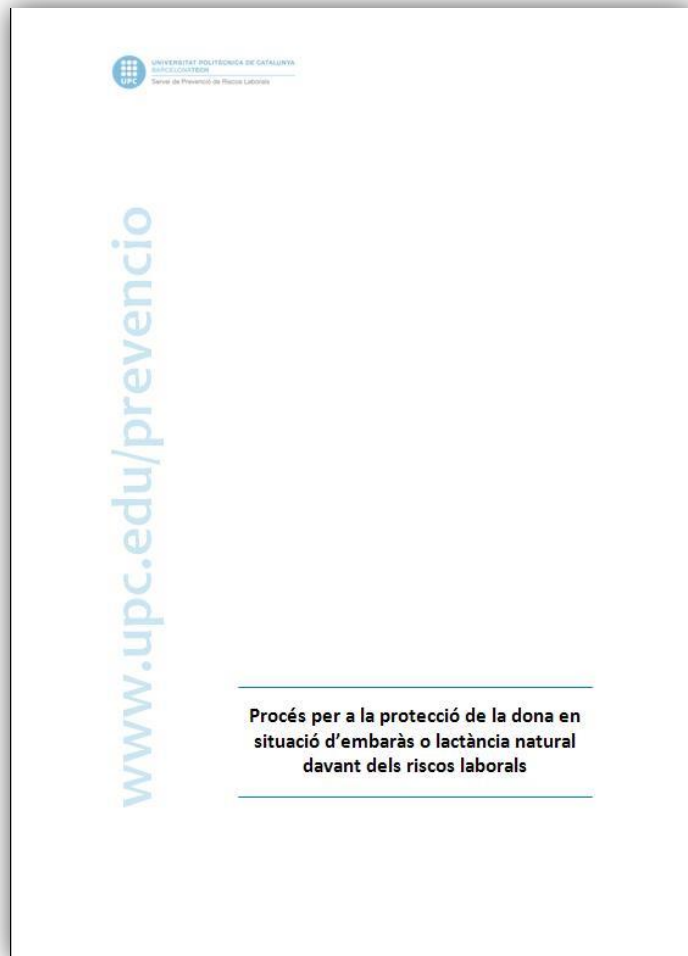 UPC
UNIVERSITAT POLITÈCNICA DE CATALUNYA
BARCELONATECH
Servei de Prevenció de Riscos Laborals
www.upc.edu/prevencio
Procés per a la protecció de la dona en
situació d'embaràs o lactància natural
davant dels riscos laborals